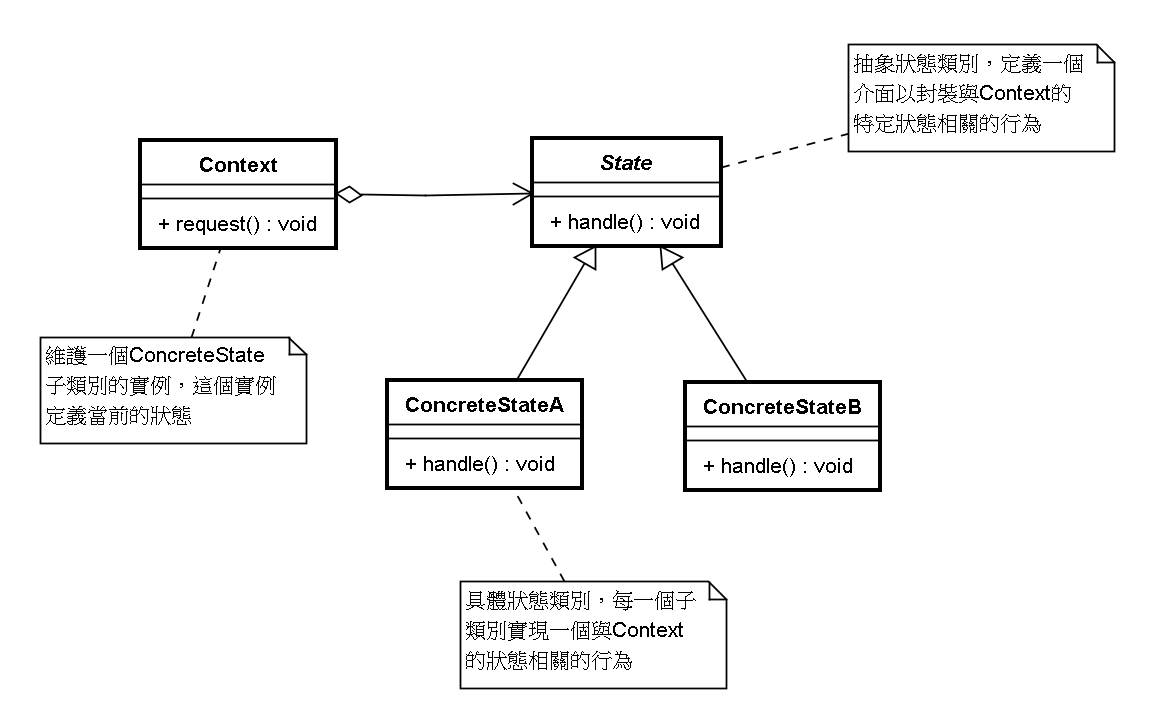 抽象狀態類別，定義一個
介面以封裝與Context的
特定狀態相關的行為
Context
+ request() : void
State
+ handle() : void
維護一個ConcreteState
子類別的實例，這個實例
定義當前的狀態
ConcreteStateA
+ handle() : void
ConcreteStateB
+ handle() : void
具體狀態類別，每一個子
類別實現一個與Context
的狀態相關的行為